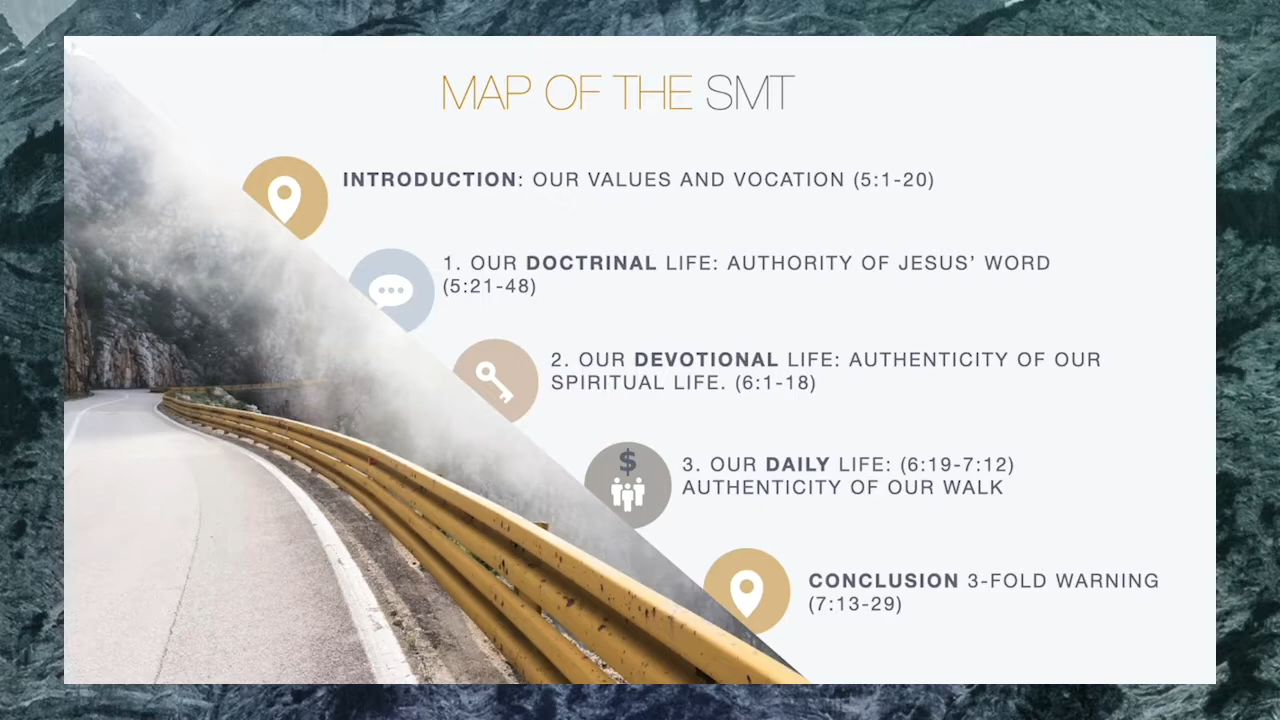 MAP OF THE SMT
INTRODUCTION: OUR VALUES AND VOCATION (5:1-20)
1. OUR DOCTRINAL LIFE: AUTHORITY OF JESUS’ WORD
(5:21-48)
2. OUR DEVOTIONAL LIFE: AUTHENTICITY OF OUR
SPIRITUAL LIFE. (6:1-18)
$
3. OUR DAILY LIFE: (6:19-7:12)
AUTHENTICITY OF OUR WALK
CONCLUSION 3-FOLD WARNING
(7:13-29)